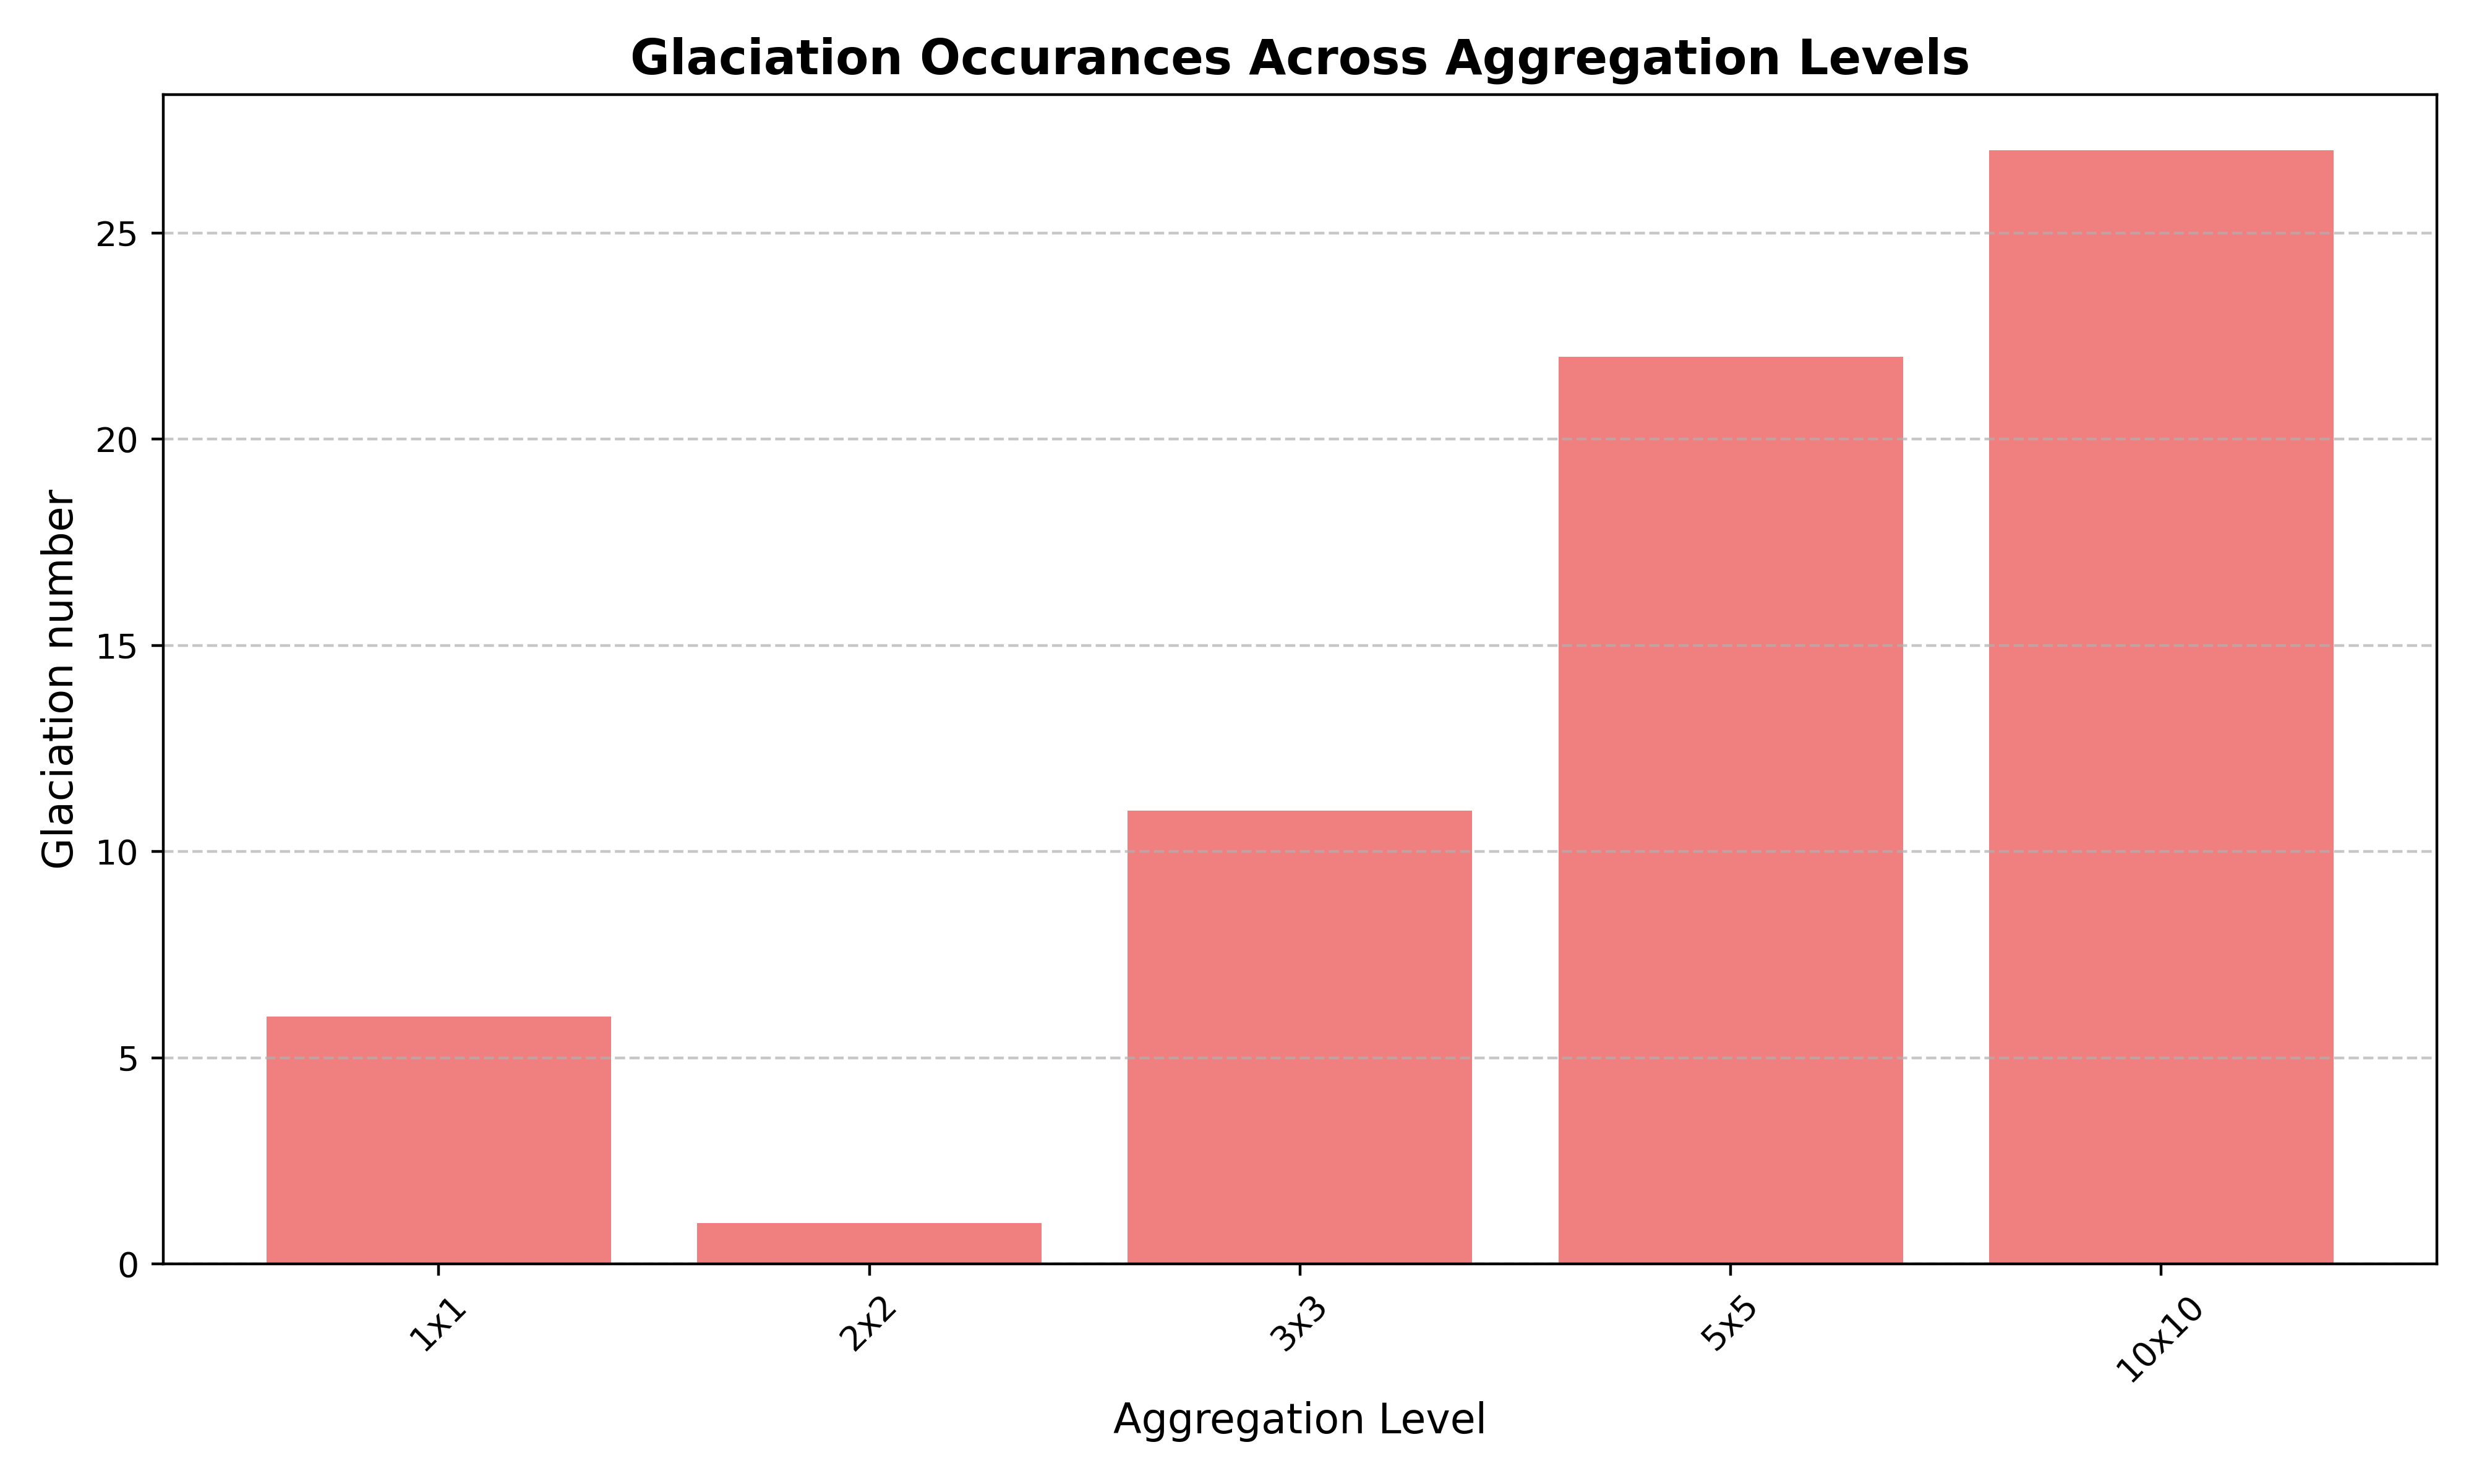 Glaciation Occurances Across Aggregation Levels
Glaciation number
25
20
15
10
5
0
1x1
2x2
3x3
5x5
10x10
Aggregation Level